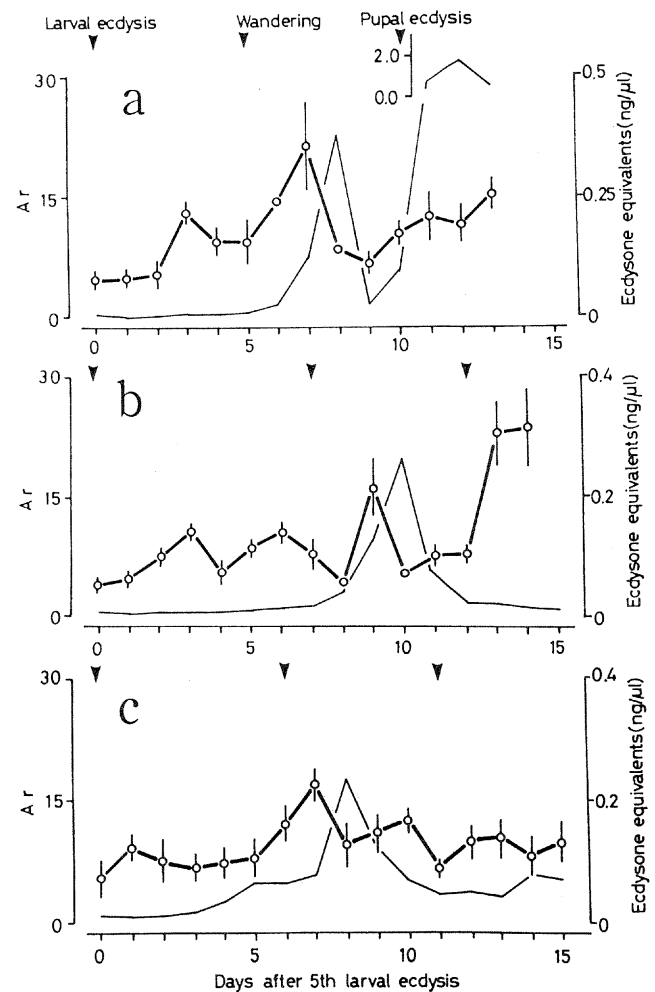 Larval ecdysis Wandering Pupal ecdysis
a
30
15
0
A r
2.0
0.0
0.5
0.25
0
Ecdysone equivalents(ng/μl)
0 5 10 15
b
30
15
0
A r
0.4
0.2
0
Ecdysone equivalents(ng/μl)
0 5 10 15
c
30
15
0
A r
0.4
0.2
0
Ecdysone equivalents(ng/μl)
0 5 10 15
Days after 5th larval ecdysis